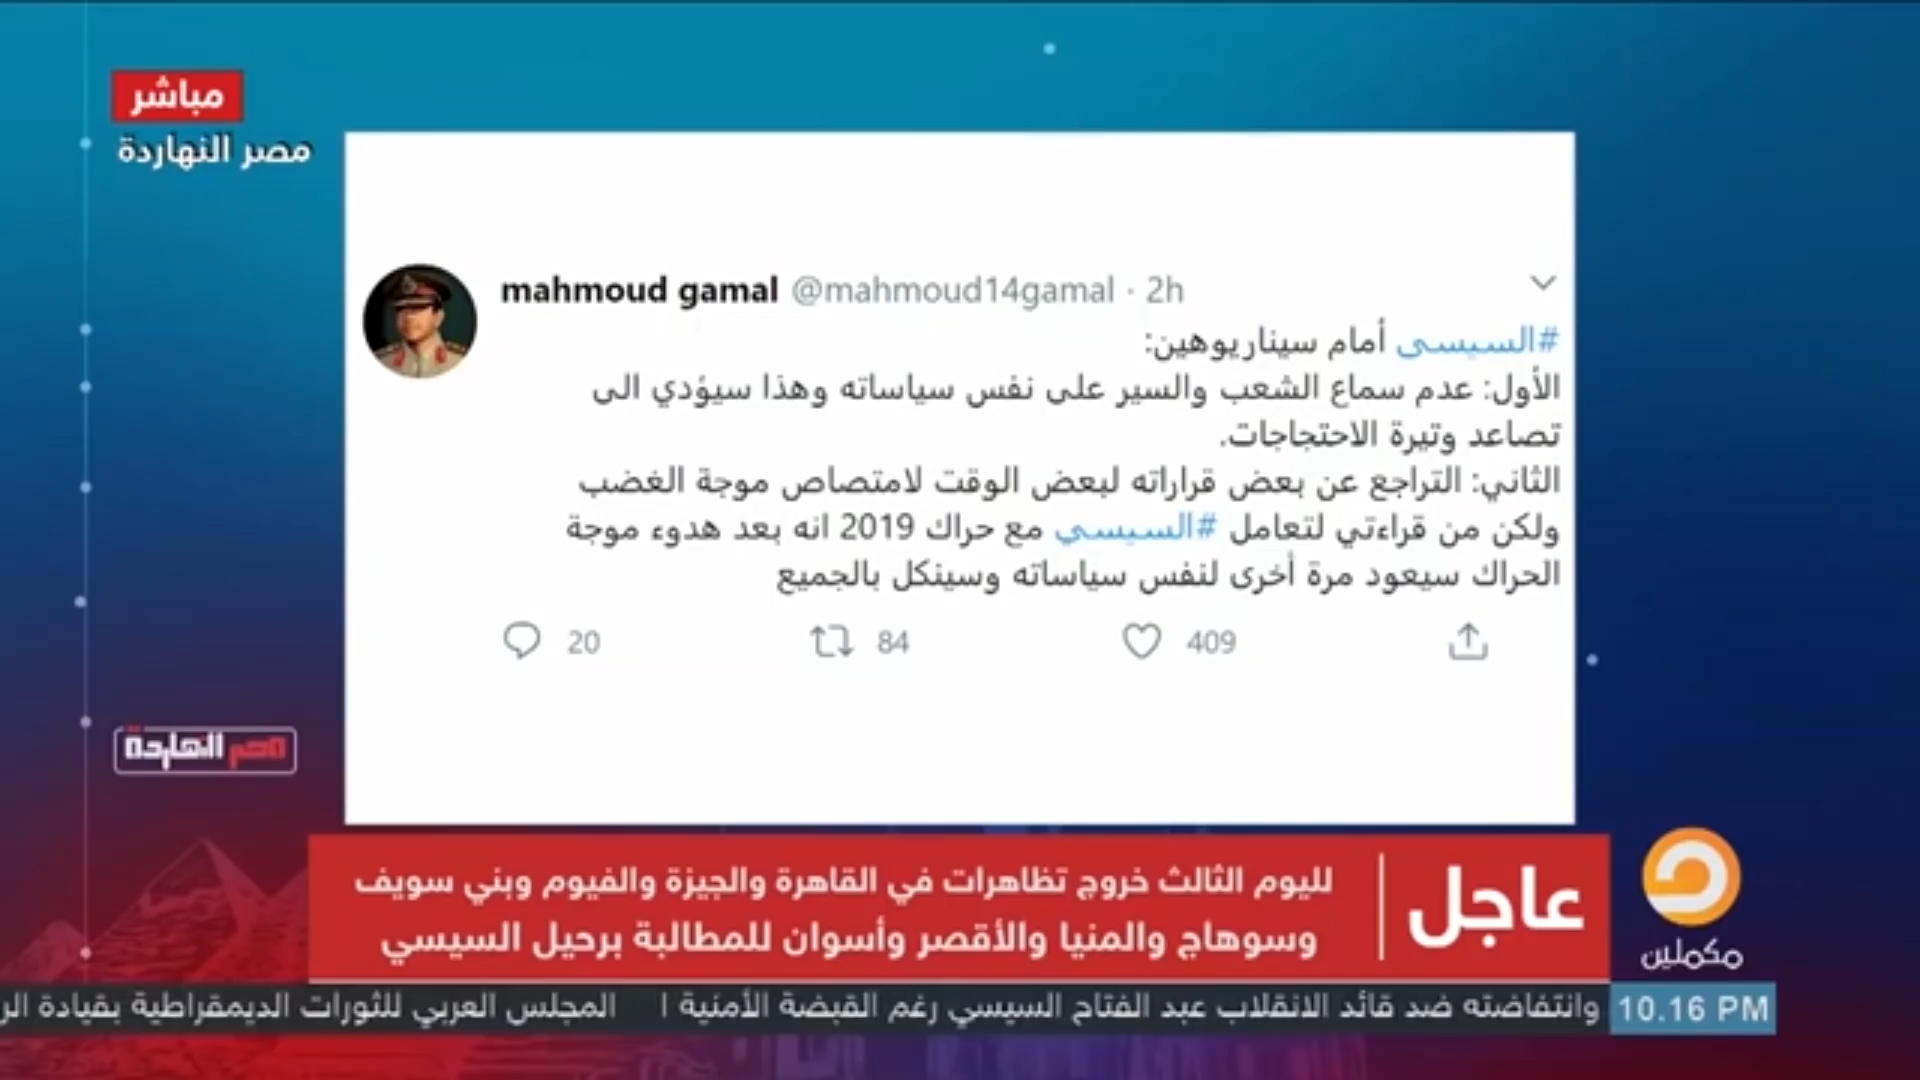 مباشر
مصر النهاردة
mahmoud gamal @mahmoud14gamal · 2h
#السيسى أمام سيناريوهين:
الأول: عدم سماع الشعب والسير على نفس سياساته وهذا سيؤدي الى
تصاعد وتيرة الاحتجاجات.
الثاني: التراجع عن بعض قراراته لبعض الوقت لامتصاص موجة الغضب
ولكن من قراءتي لتعامل #السيسي مع حراك 2019 انه بعد هدوء موجة
الحراك سيعود مرة أخرى لنفس سياساته وسينكل بالجميع
20 84 409
مصر النهاردة
عاجل
لليوم الثالث خروج تظاهرات في القاهرة والجيزة والفيوم وبني سويف
وسوهاج والمنيا والأقصر وأسوان للمطالبة برحيل السيسي
مكملين
10.16 PM
وانتفاضته ضد قائد الانقلاب عبد الفتاح السيسي رغم القبضة الأمنية ا المجلس العربي للثورات الديمقراطية بقيادة الر